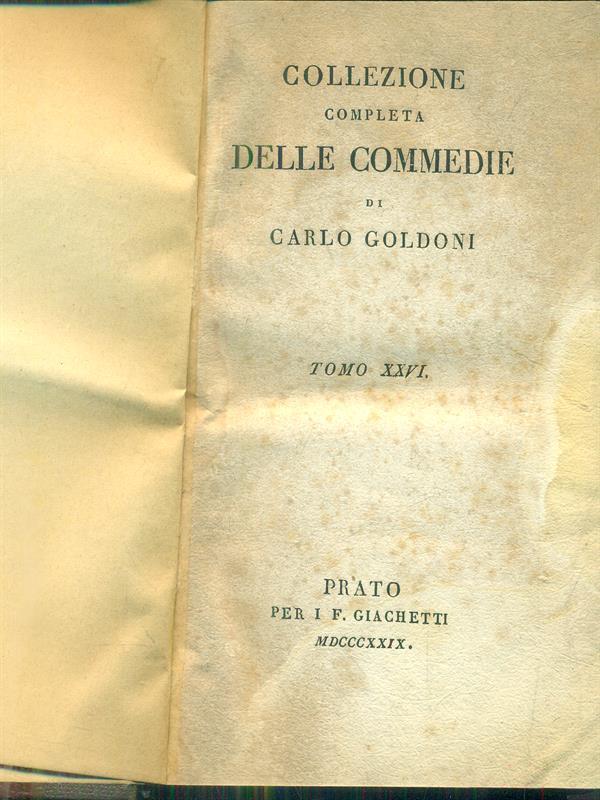 COLLEZIONE
COMPLETA
DELLE COMMEDIE
DI
CARLO GOLDONI
TOMO XXVI.
PRATO
PER I F. GIACHETTI
MDCCCXXIX.